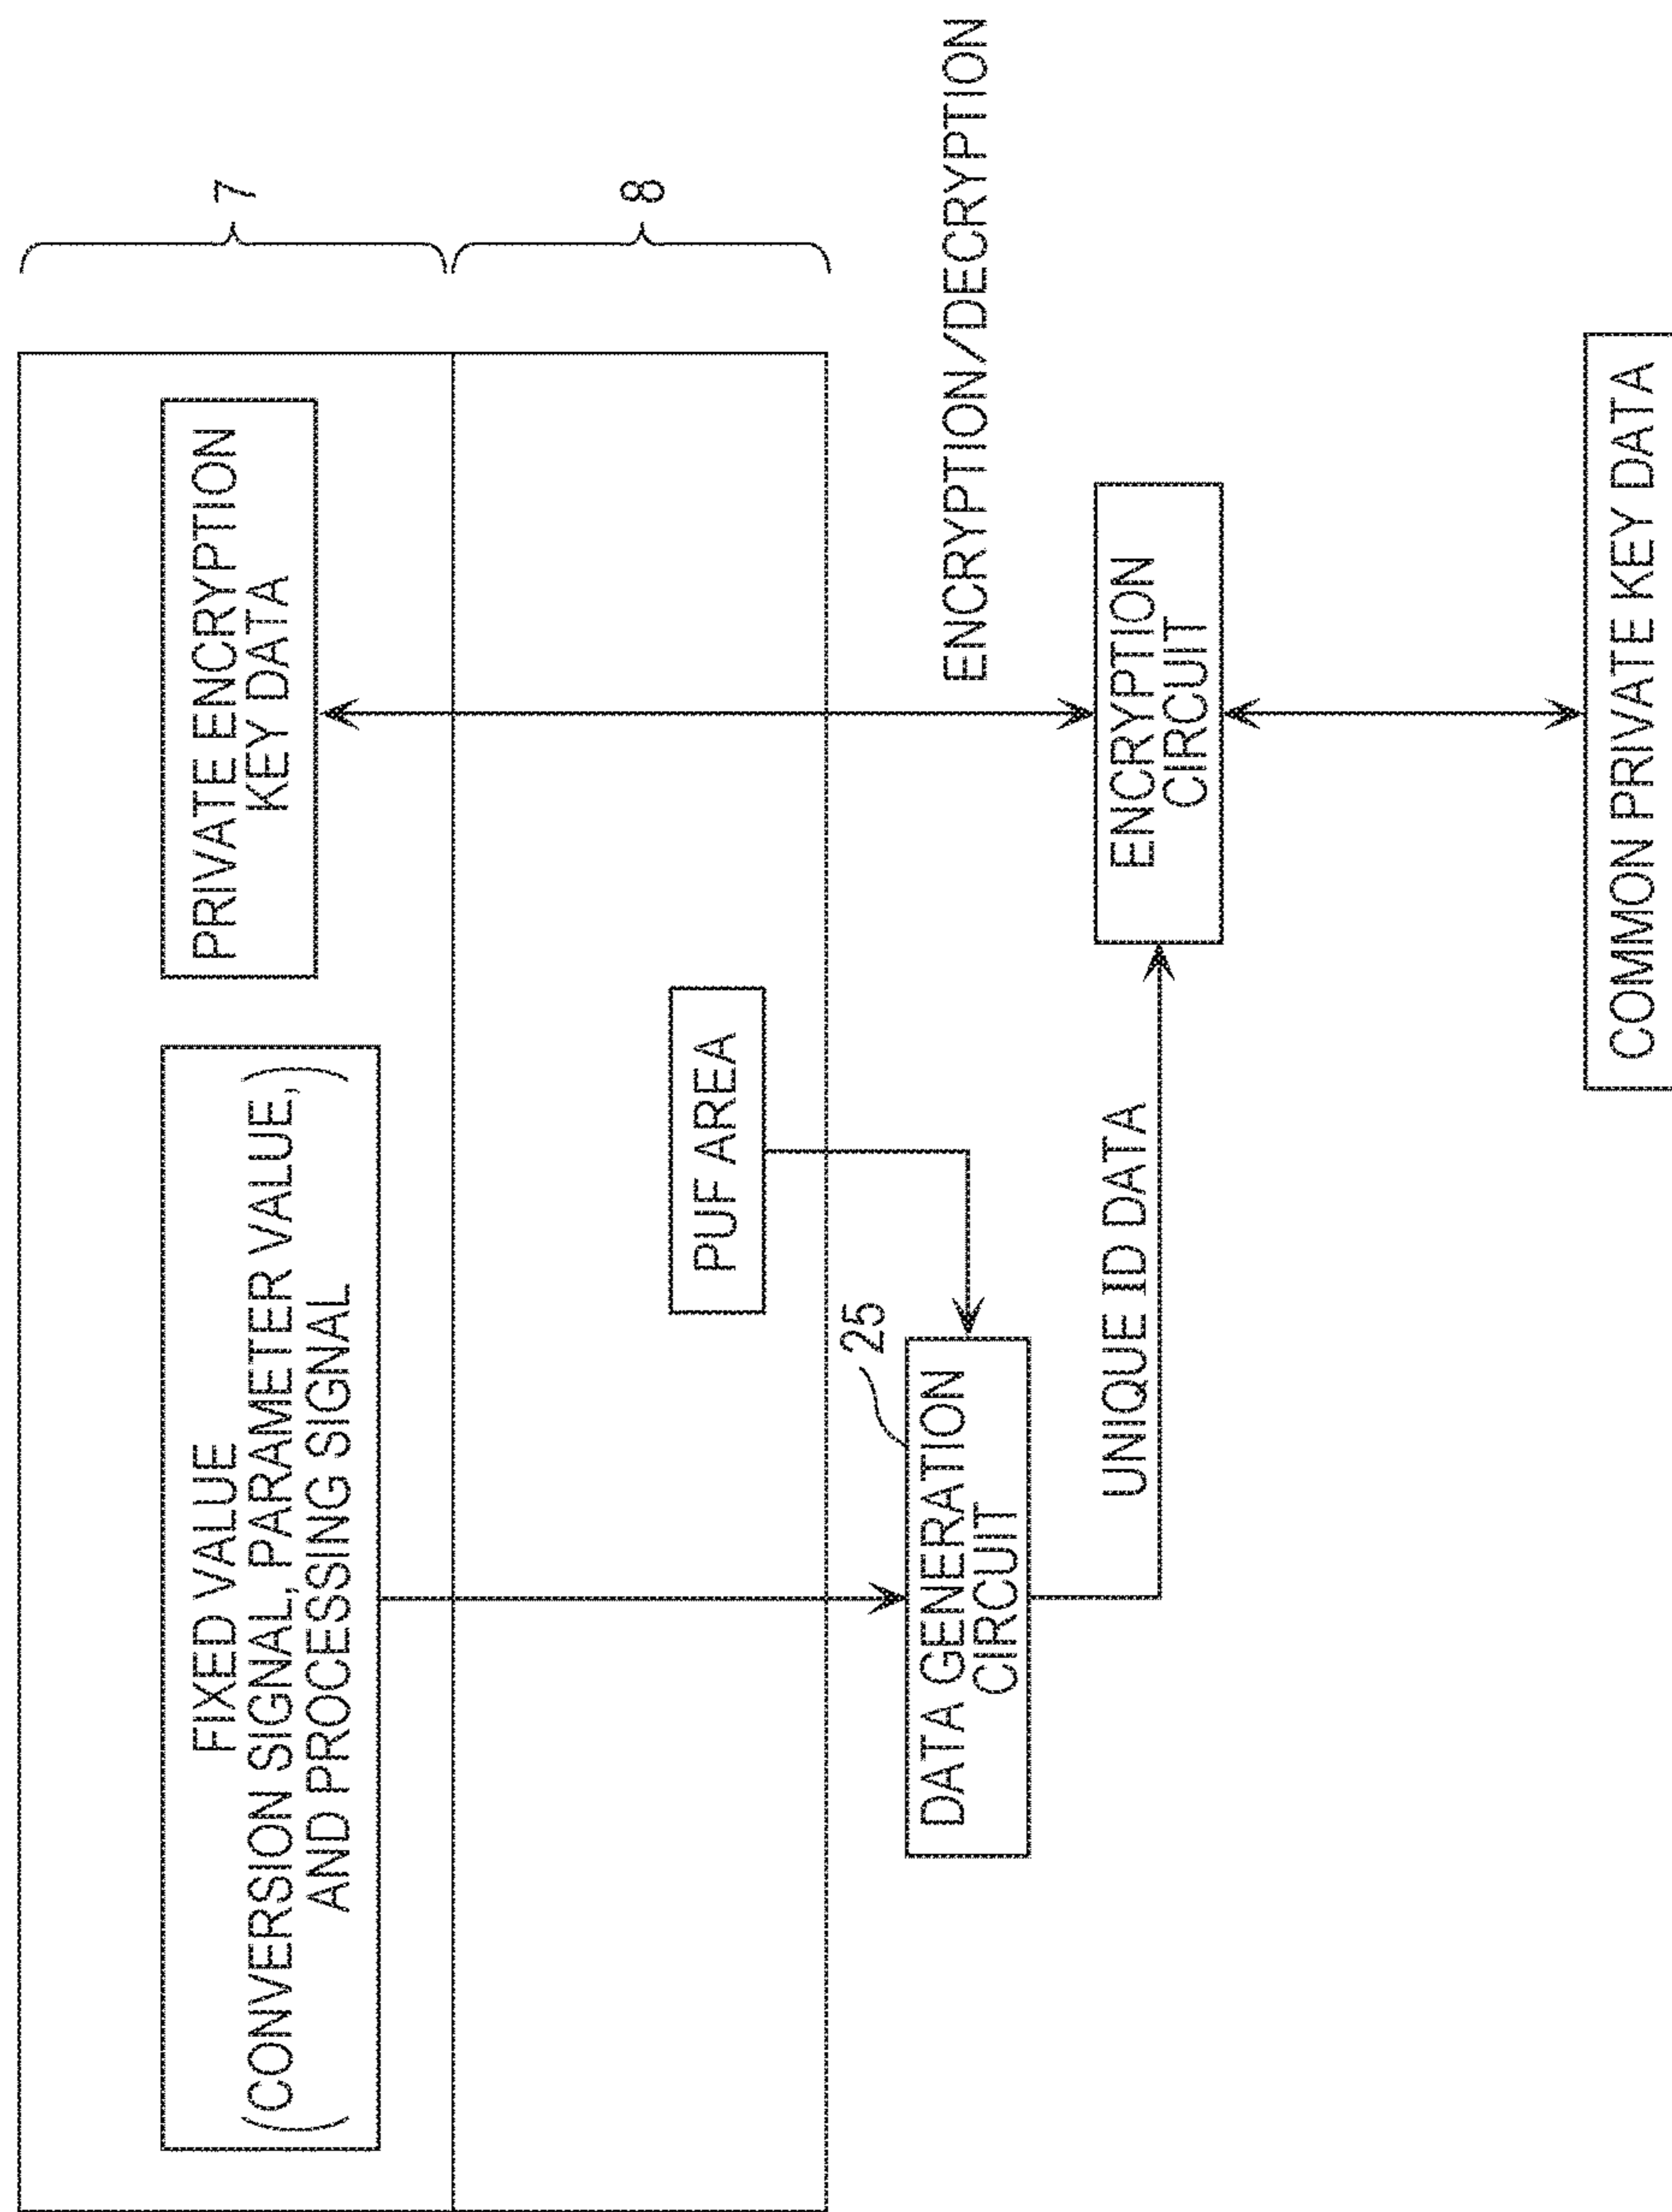 FIXED VALUE
(CONVERSION SIGNAL, PARAMETER VALUE,
AND PROCESSING SIGNAL)
PRIVATE ENCRYPTION
KEY DATA
7
PUF AREA
8
25
DATA GENERATION
CIRCUIT
UNIQUE ID DATA
ENCRYPTION/DECRYPTION
ENCRYPTION
CIRCUIT
COMMON PRIVATE KEY DATA